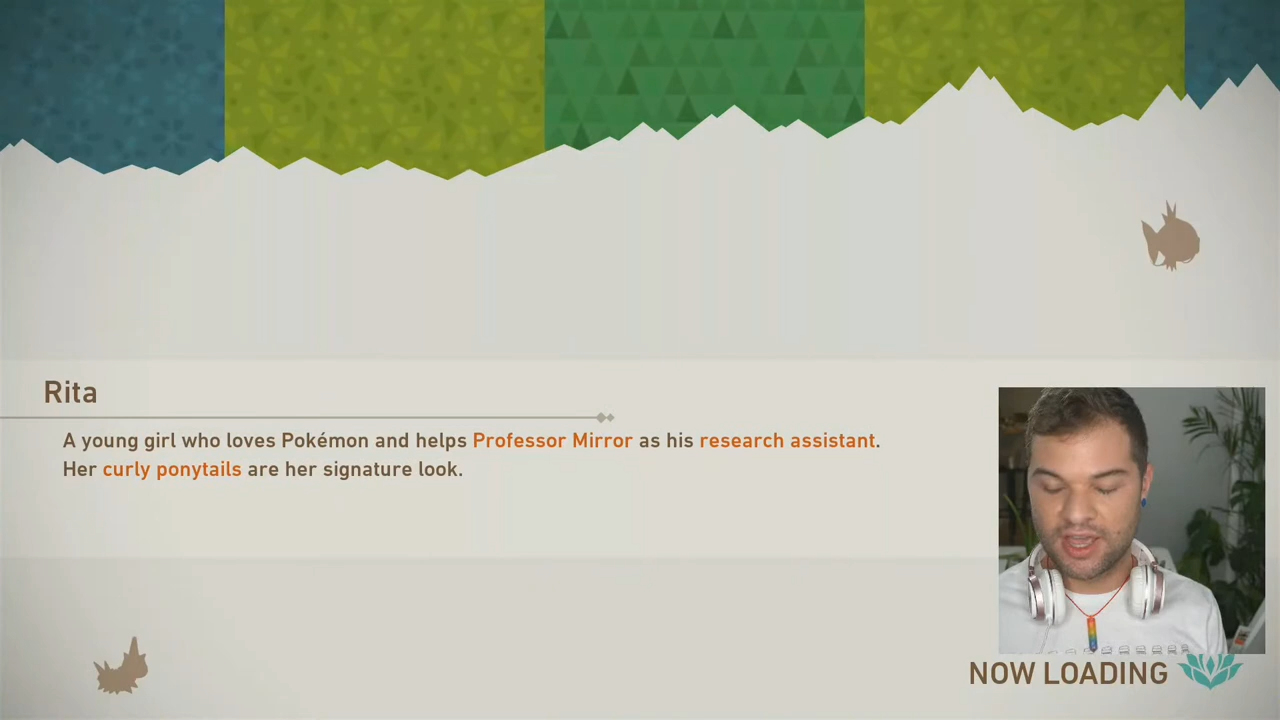 Rita
A young girl who loves Pokémon and helps Professor Mirror as his research assistant.
Her curly ponytails are her signature look.
NOW LOADING